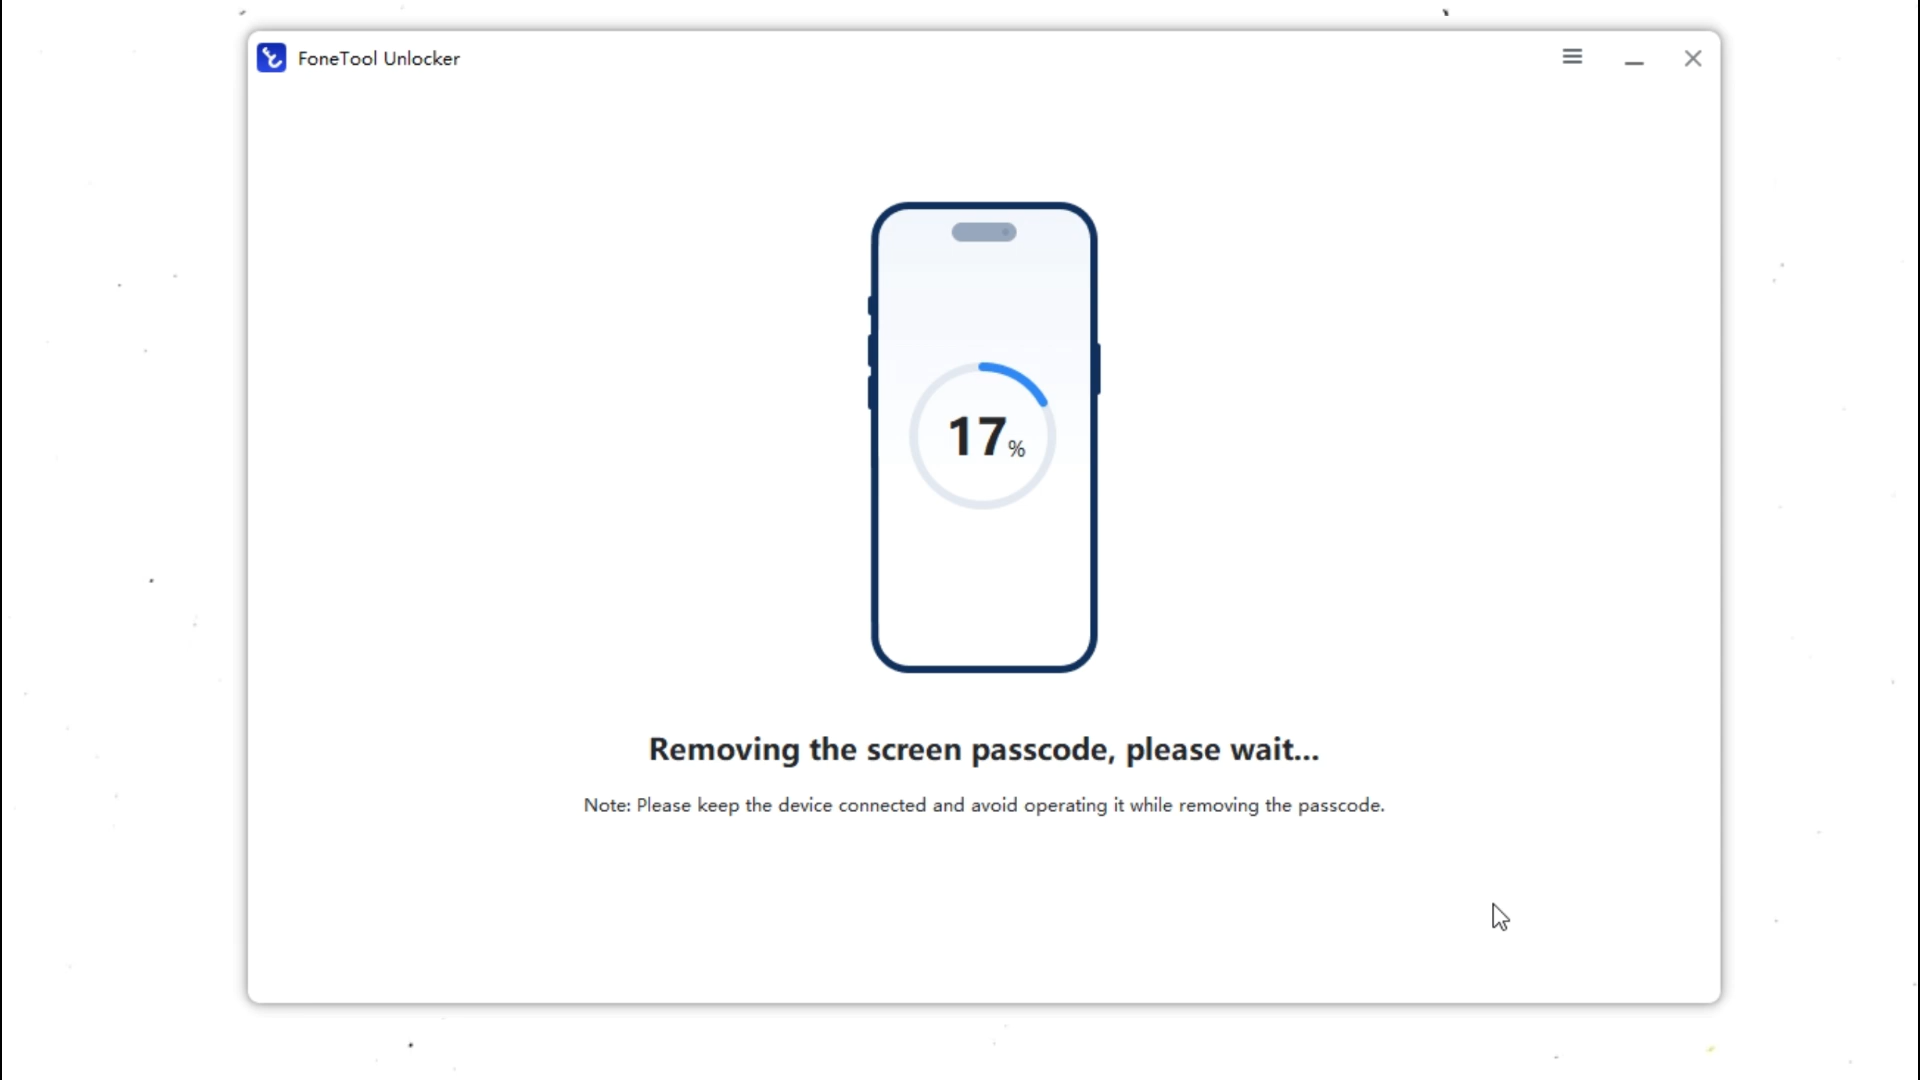 FoneTool Unlocker
17%
Removing the screen passcode, please wait...
Note: Please keep the device connected and avoid operating it while removing the passcode.